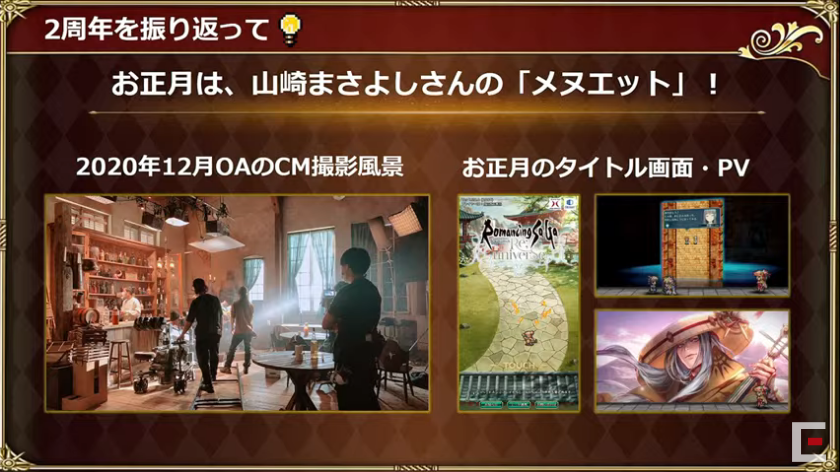 2周年を振り返って
お正月は、山崎まさよしさんの「メヌエット」！
2020年12月OAのCM撮影風景
お正月のタイトル画面・PV
Romancing SaGa
Re;
univerSe